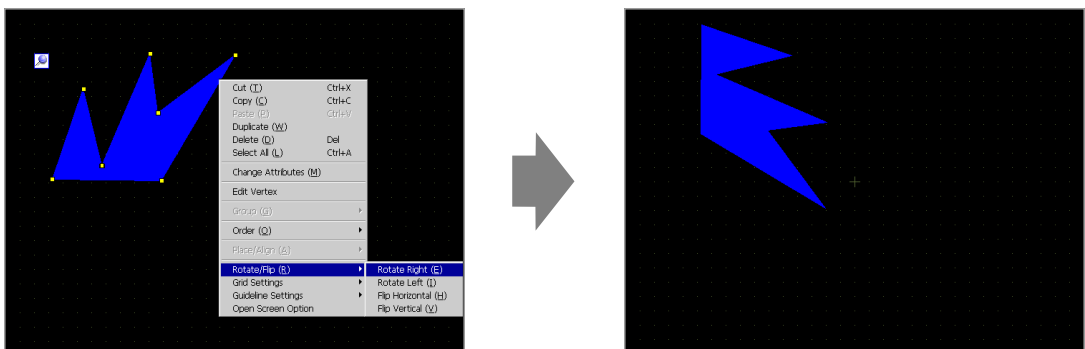 Cut (T) Ctrl+X
Copy (C) Ctrl+C
Paste (P) Ctrl+V
Duplicate (W)
Delete (D) Del
Select All (L) Ctrl+A
Change Attributes (M)
Edit Vertex
Group (G)
Order (O)
Place/Align (A)
Rotate/Flip (R)
Grid Settings
Guideline Settings
Open Screen Option
Rotate Right (E)
Rotate Left (I)
Flip Horizontal (H)
Flip Vertical (V)